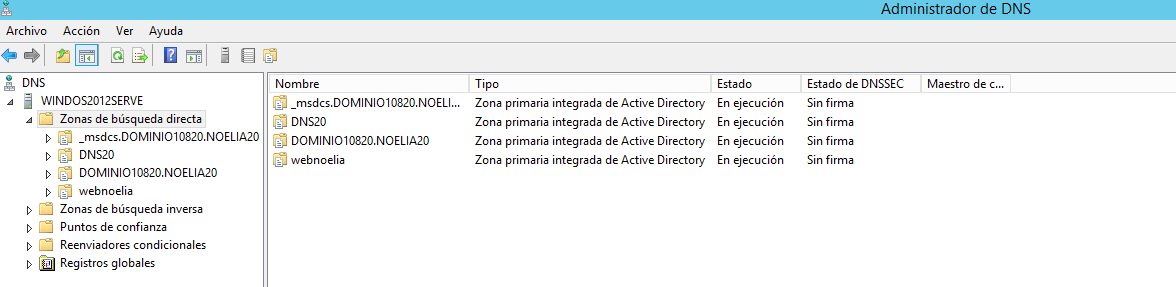 Administrador de DNS
Archivo Acción Ver Ayuda
DNS
WINDOS2012SERVE
Zonas de búsqueda directa
_msdcs.DOMINIO10820.NOELIA20
DNS20
DOMINIO10820.NOELIA20
webnoelia
Zonas de búsqueda inversa
Puntos de confianza
Reenviadores condicionales
Registros globales
Nombre Tipo Estado Estado de DNSSEC Maestro de c...
_msdcs.DOMINIO10820.NOELI... Zona primaria integrada de Active Directory En ejecución Sin firma
DNS20 Zona primaria integrada de Active Directory En ejecución Sin firma
DOMINIO10820.NOELIA20 Zona primaria integrada de Active Directory En ejecución Sin firma
webnoelia Zona primaria integrada de Active Directory En ejecución Sin firma